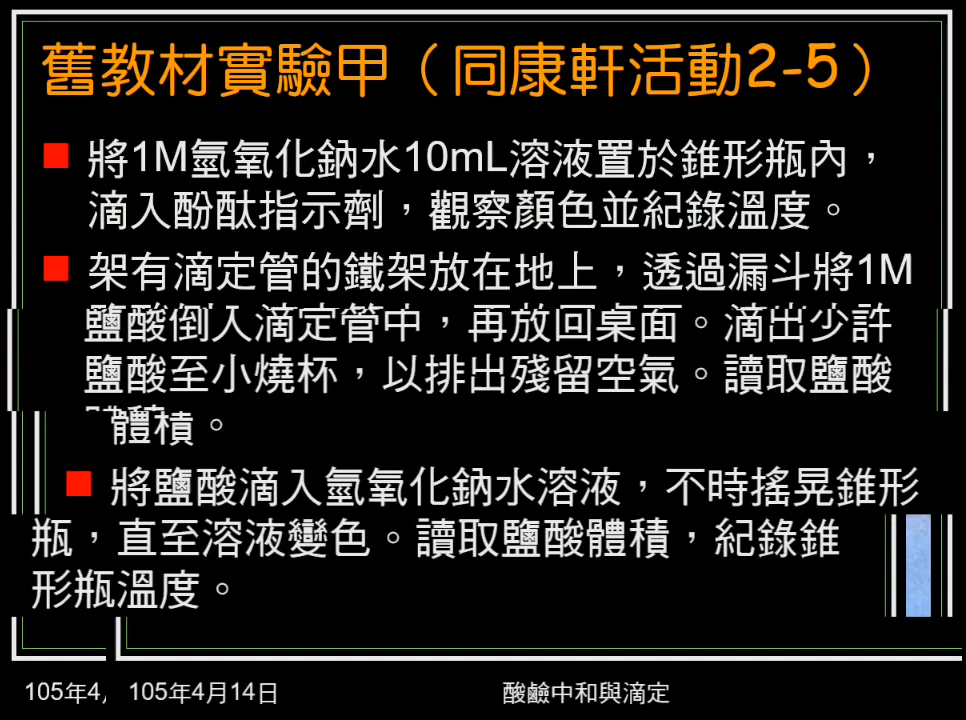 舊教材實驗甲（同康軒活動2-5）
將1M氫氧化鈉水10mL溶液置於錐形瓶內，
滴入酚酞指示劑，觀察顏色並紀錄溫度。
架有滴定管的鐵架放在地上，透過漏斗將1M
鹽酸倒入滴定管中，再放回桌面。滴出少許
鹽酸至小燒杯，以排出殘留空氣。讀取鹽酸
體積。
將鹽酸滴入氫氧化鈉水溶液，不時搖晃錐形
瓶，直至溶液變色。讀取鹽酸體積，紀錄錐
形瓶溫度。
105年4 105年4月14日 酸鹼中和與滴定